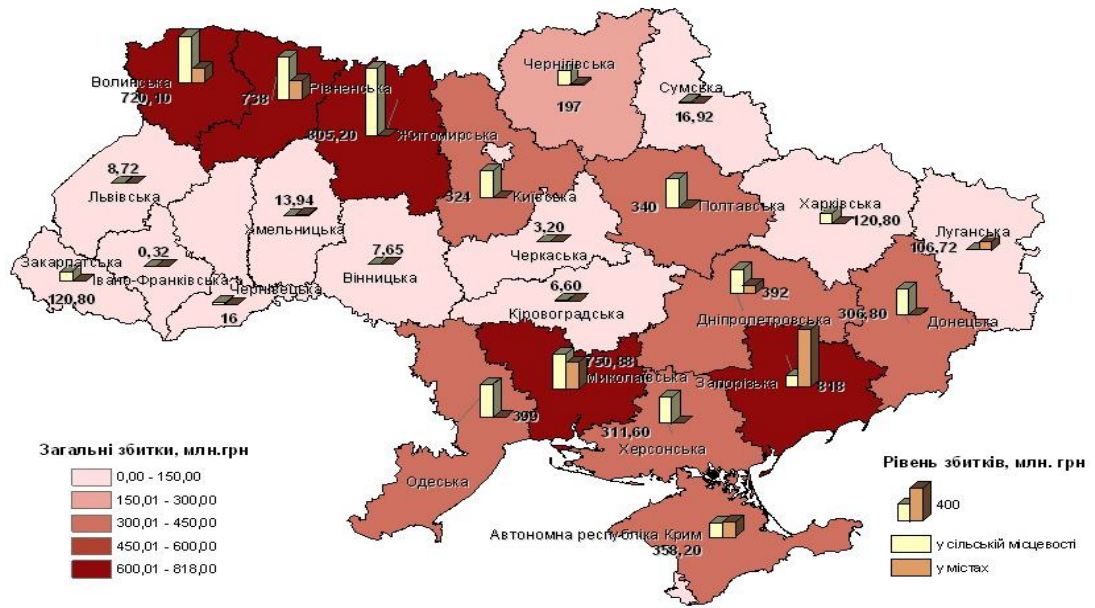 Чернігівська
197
Сумська
16,92
Волинська
720,10
738
Рівненська
805,20
Житомирська
8,72
Львівська
13,94
Хмельницька
324
Київська
340
Полтавська
Харківська
120,80
Луганська
106,72
3,20
Черкаська
7,65
Вінницька
0,32
Закарпатська
Івано-Франківська
120,80
Чернівецька
16
6,60
Кіровоградська
392
Дніпропетровська
306,80
Донецька
750,88
Миколаївська
Запорізька
818
399
311,60
Херсонська
Одеська
Автономна республіка Крим
358,20
Загальні збитки, млн.грн
0,00 - 150,00
150,01 - 300,00
300,01 - 450,00
450,01 - 600,00
600,01 - 818,00
Рівень збитків, млн. грн
400
у сільській місцевості
у містах